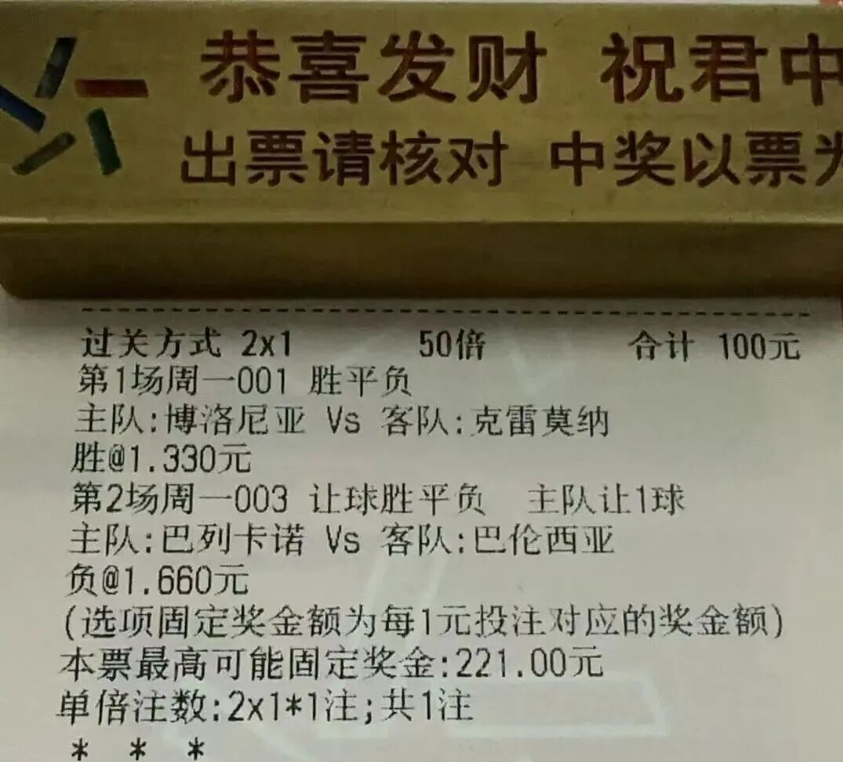 恭喜发财 祝君中
出票请核对 中奖以票为
过关方式 2x1 50倍 合计 100元
第1场周一001 胜平负
主队:博洛尼亚 Vs 客队:克雷莫纳
胜@1.330元
第2场周一003 让球胜平负 主队让1球
主队:巴列卡诺 Vs 客队:巴伦西亚
负@1.660元
(选项固定奖金额为每1元投注对应的奖金额)
本票最高可能固定奖金:221.00元
单倍注数:2x1*1注;共1注
* * *